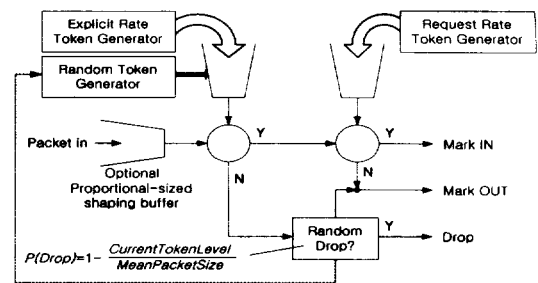 Explicit Rate
Token Generator
Request Rate
Token Generator
Random Token
Generator
Packet in
Y
Y
Mark IN
N
N
Optional
Proportional-sized
shaping buffer
Mark OUT
Random
Drop?
Y
Drop
P(Drop)=1- CurrentTokenLevel
MeanPacketSize